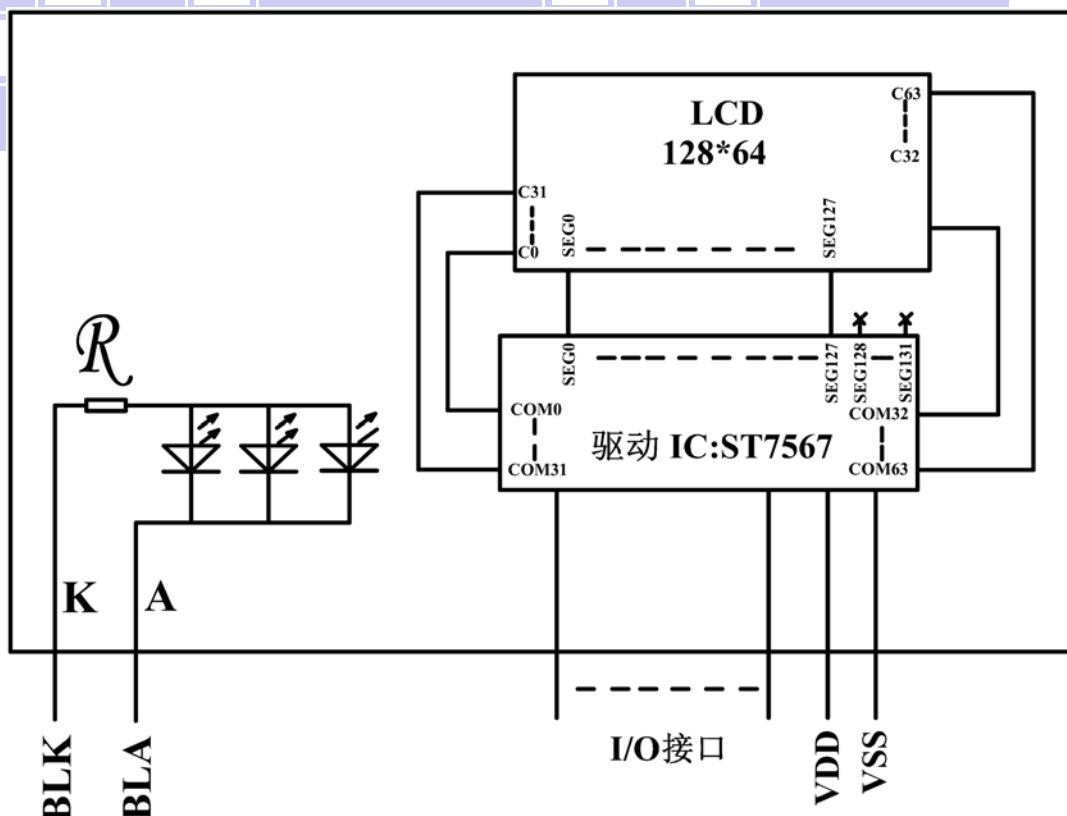 LCD
128*64
C63
C32
C31
C0
SEG0
SEG127
SEG0
SEG127
SEG128
SEG131
COM0
COM31
COM32
COM63
驱动 IC:ST7567
R
K
A
BLK
BLA
I/O接口
VDD
VSS